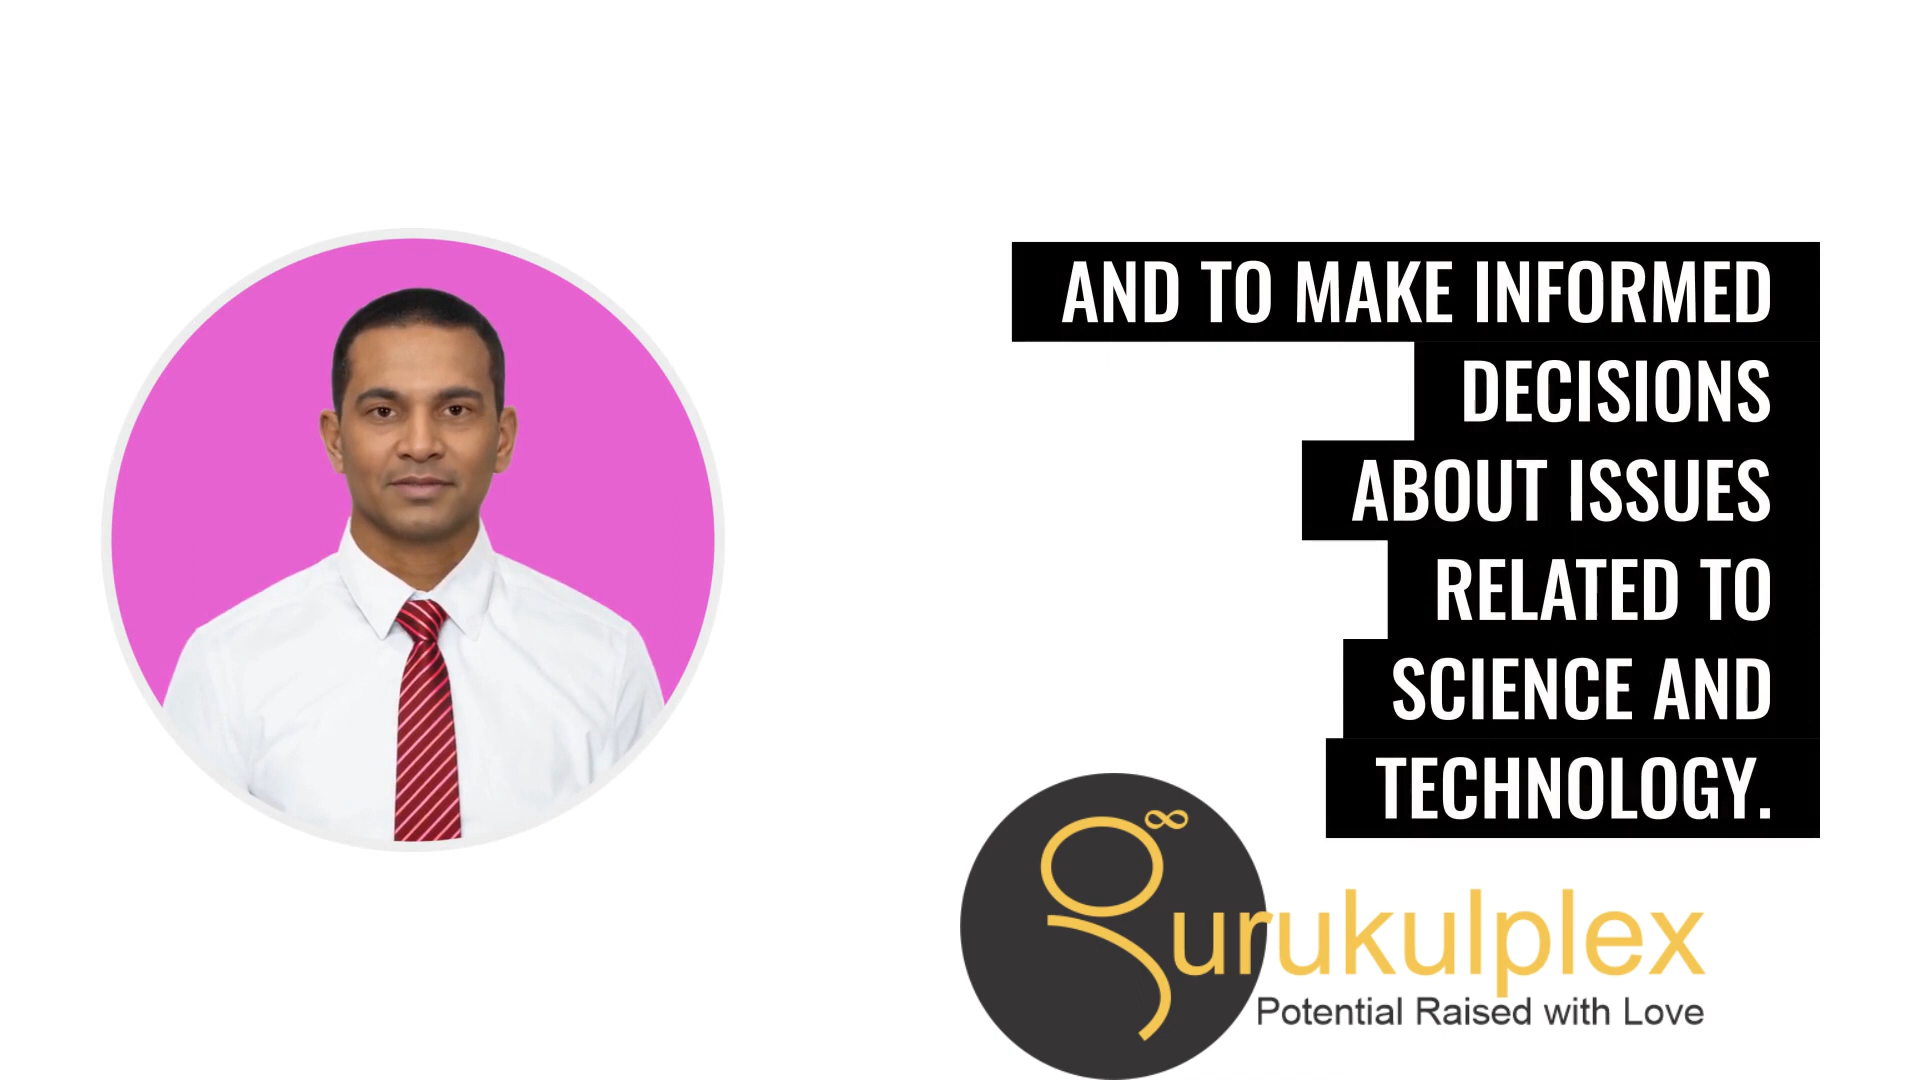 AND TO MAKE INFORMED
DECISIONS
ABOUT ISSUES
RELATED TO
SCIENCE AND
TECHNOLOGY.
gurukulplex
Potential Raised with Love